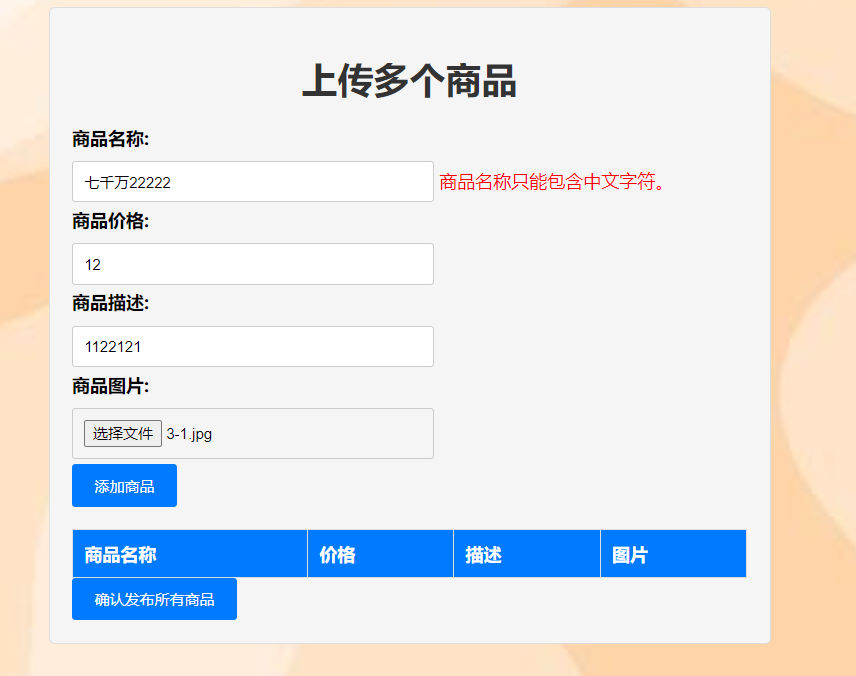 上传多个商品
商品名称:
七千万22222 商品名称只能包含中文字符。
商品价格:
12
商品描述:
1122121
商品图片:
选择文件 3-1.jpg
添加商品
商品名称 价格 描述 图片
确认发布所有商品